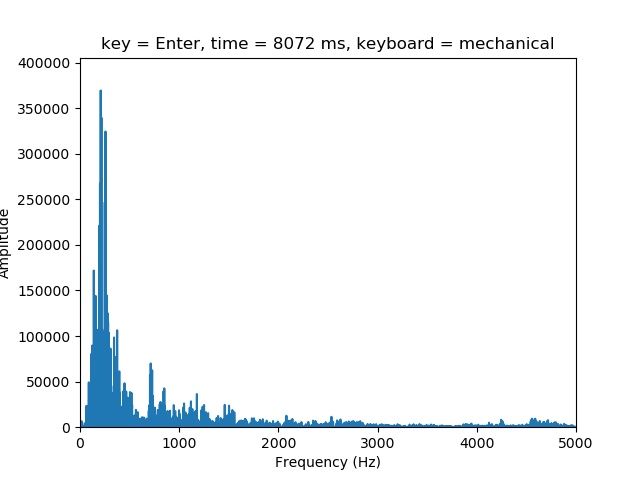 key = Enter, time = 8072 ms, keyboard = mechanical
400000
350000
300000
250000
200000
150000
100000
50000
0
Amplitude
0 1000 2000 3000 4000 5000
Frequency (Hz)